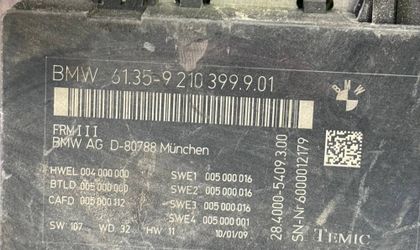 BMW 61.35-9 210 399.9.01
BMW
FRM III
BMW AG D-80788 München
HWEL 004 000 000
BTLD 005 000 000
CAFD 005 000 112
SWE1 005 000 016
SWE2 005 000 016
SWE3 005 000 016
SWE4 005 000 001
SW 107 WD 32 HW 11 10/01/09
28.4000-5409.3.00
SN-Nr 6000012179
TEMIC